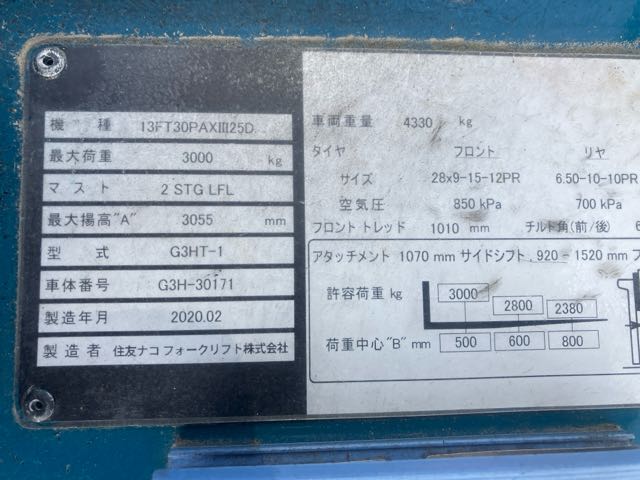 機 種 13FT30PAXⅢ25D
最大荷重 3000 kg
マスト 2 STG LFL
最大揚高"A" 3055 mm
型 式 G3HT-1
車体番号 G3H-30171
製造年月 2020.02
製造者 住友ナコ フォークリフト株式会社
車両重量 4330 kg
タイヤ フロント リヤ
サイズ 28x9-15-12PR 6.50-10-10PR
空気圧 850 kPa 700 kPa
フロントトレッド 1010 mm チルト角(前/後)
アタッチメント 1070 mm サイドシフト, 920 - 1520 mm
許容荷重 kg 3000 2800 2380
荷重中心"B" mm 500 600 800